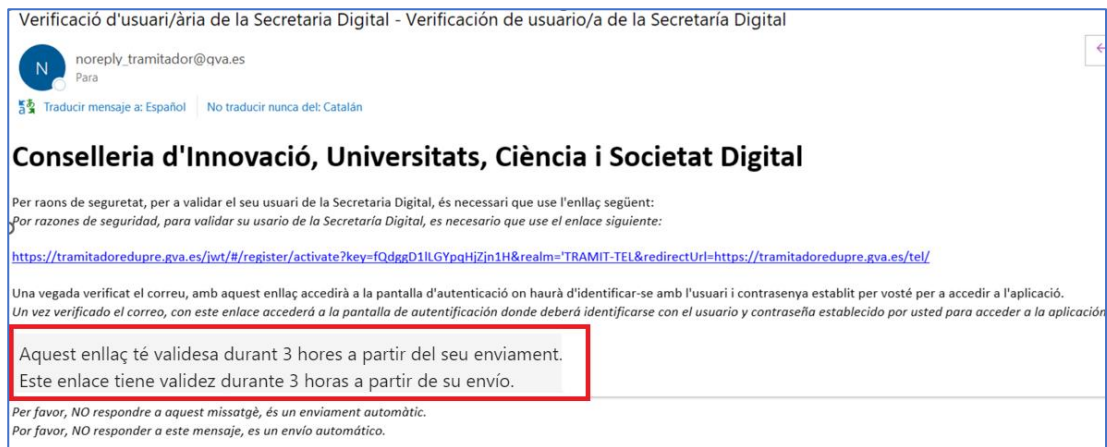 Verificació d'usuari/ària de la Secretaria Digital - Verificación de usuario/a de la Secretaría Digital
N
noreply_tramitador@gva.es
Para
Traducir mensaje a: Español | No traducir nunca del: Catalán
Conselleria d'Innovació, Universitats, Ciència i Societat Digital
Per raons de seguretat, per a validar el seu usuari de la Secretaria Digital, és necessari que use l'enllaç següent:
Por razones de seguridad, para validar su usario de la Secretaría Digital, es necesario que use el enlace siguiente:
https://tramitadoredupre.gva.es/jwt/#/register/activate?key=fQdggD1lLGYpqHjZjn1H&realm='TRAMIT-TEL&redirectUrl=https://tramitadoredupre.gva.es/tel/
Una vegada verificat el correu, amb aquest enllaç accedirà a la pantalla d'autenticació on haurà d'identificar-se amb l'usuari i contrasenya establit per vosté per a accedir a l'aplicació.
Un vez verificado el correo, con este enlace accederá a la pantalla de autentificación donde deberá identificarse con el usuario y contraseña establecido por usted para acceder a la aplicación
Aquest enllaç té validesa durant 3 hores a partir del seu enviament.
Este enlace tiene validez durante 3 horas a partir de su envío.
Per favor, NO respondre a aquest missatgè, és un enviament automàtic.
Por favor, NO responder a este mensaje, es un envío automático.